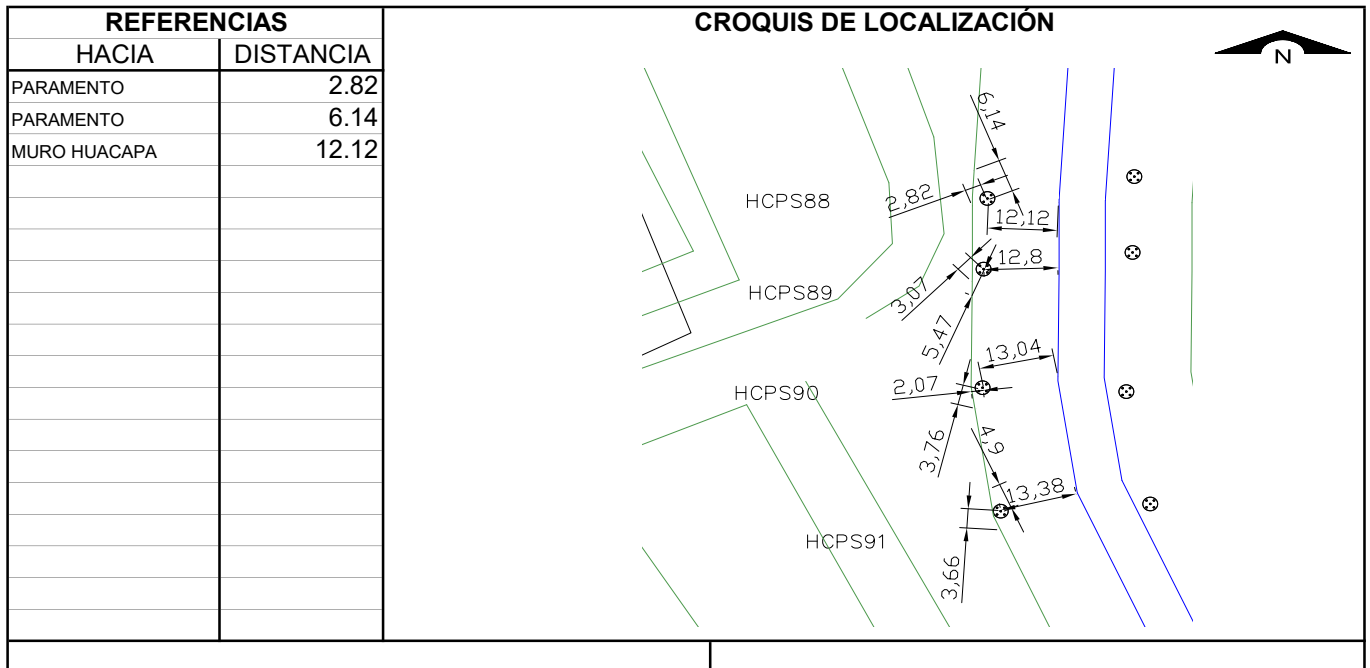 REFERENCIAS
CROQUIS DE LOCALIZACIÓN
HACIA DISTANCIA
N
PARAMENTO 2.82
PARAMENTO 6.14
MURO HUACAPA 12.12
6,14
HCPS88
2,82
12,12
12,8
HCPS89
3,07
5,47
13,04
HCPS90
2,07
3,76
4,9
13,38
HCPS91
3,66